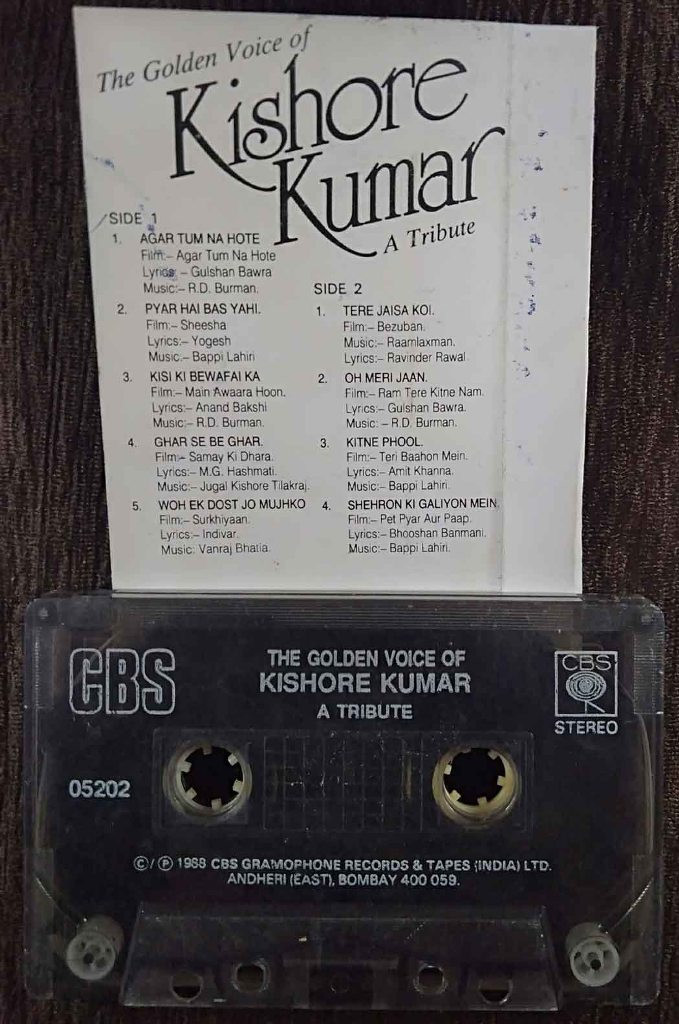 The Golden Voice of
Kishore
Kumar
A Tribute
SIDE 1
1. AGAR TUM NA HOTE
Film:– Agar Tum Na Hote
Lyrics:– Gulshan Bawra
Music:– R.D. Burman.
2. PYAR HAI BAS YAHI.
Film:– Sheesha
Lyrics:– Yogesh
Music:– Bappi Lahiri
3. KISI KI BEWAFAI KA
Film:– Main Awaara Hoon.
Lyrics:– Anand Bakshi
Music:– R.D. Burman.
4. GHAR SE BE GHAR.
Film:– Samay Ki Dhara.
Lyrics:– M.G. Hashmati.
Music:– Jugal Kishore Tilakraj.
5. WOH EK DOST JO MUJHKO
Film:– Surkhiyaan.
Lyrics:– Indivar.
Music: Vanraj Bhatia.
SIDE 2
1. TERE JAISA KOI.
Film:– Bezuban.
Music:– Raamlaxman.
Lyrics:– Ravinder Rawal
2. OH MERI JAAN.
Film:– Ram Tere Kitne Nam.
Lyrics:– Gulshan Bawra.
Music: – R.D. Burman.
3. KITNE PHOOL.
Film:– Teri Baahon Mein.
Lyrics:– Amit Khanna.
Music:– Bappi Lahiri.
4. SHEHRON KI GALIYON MEIN.
Film:– Pet Pyar Aur Paap.
Lyrics:– Bhooshan Banmani.
Music:– Bappi Lahiri.
CBS
THE GOLDEN VOICE OF
KISHORE KUMAR
A TRIBUTE
CBS
STEREO
05202
©/℗ 1988 CBS GRAMOPHONE RECORDS & TAPES (INDIA) LTD.
ANDHERI (EAST), BOMBAY 400 059.